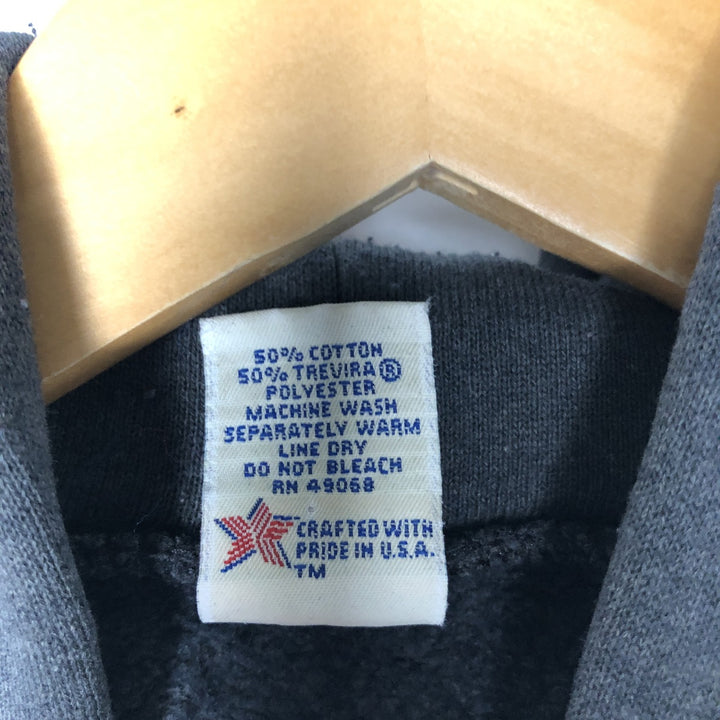 50% COTTON
50% TREVIRA®
POLYESTER
MACHINE WASH
SEPARATELY WARM
LINE DRY
DO NOT BLEACH
RN 49068
CRAFTED WITH
PRIDE IN U.S.A.
TM